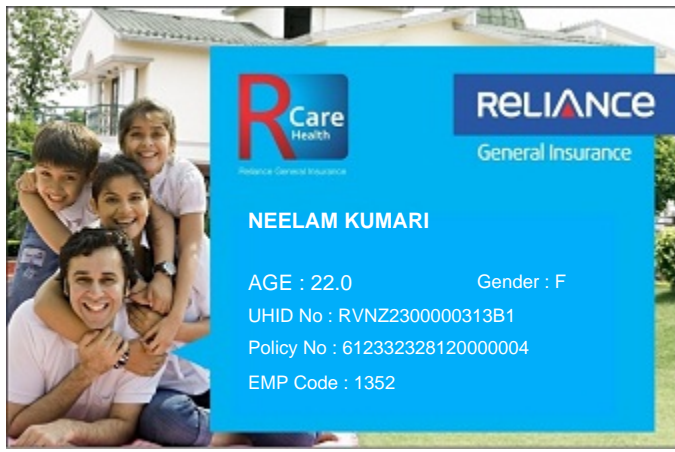 R Care
Health
Reliance General Insurance
RELIANCE
General Insurance
NEELAM KUMARI
AGE : 22.0 Gender : F
UHID No : RVNZ2300000313B1
Policy No : 612332328120000004
EMP Code : 1352